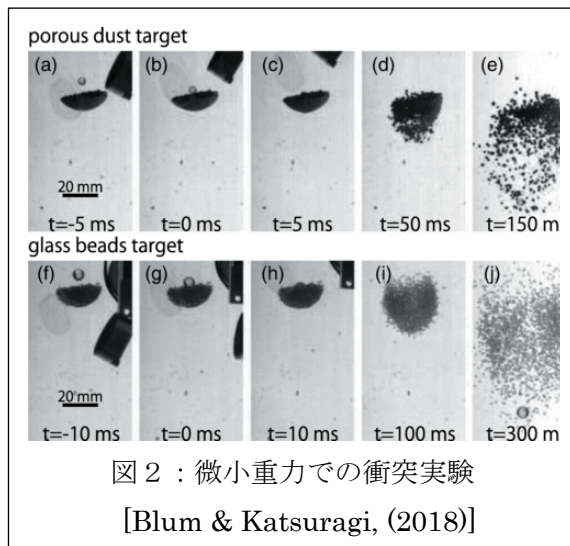 porous dust target
(a) (b) (c) (d) (e)
20 mm
t=-5 ms t=0 ms t=5 ms t=50 ms t=150 m
glass beads target
(f) (g) (h) (i) (j)
20 mm
t=-10 ms t=0 ms t=10 ms t=100 ms t=300 m
図２：微小重力での衝突実験
[Blum & Katsuragi, (2018)]